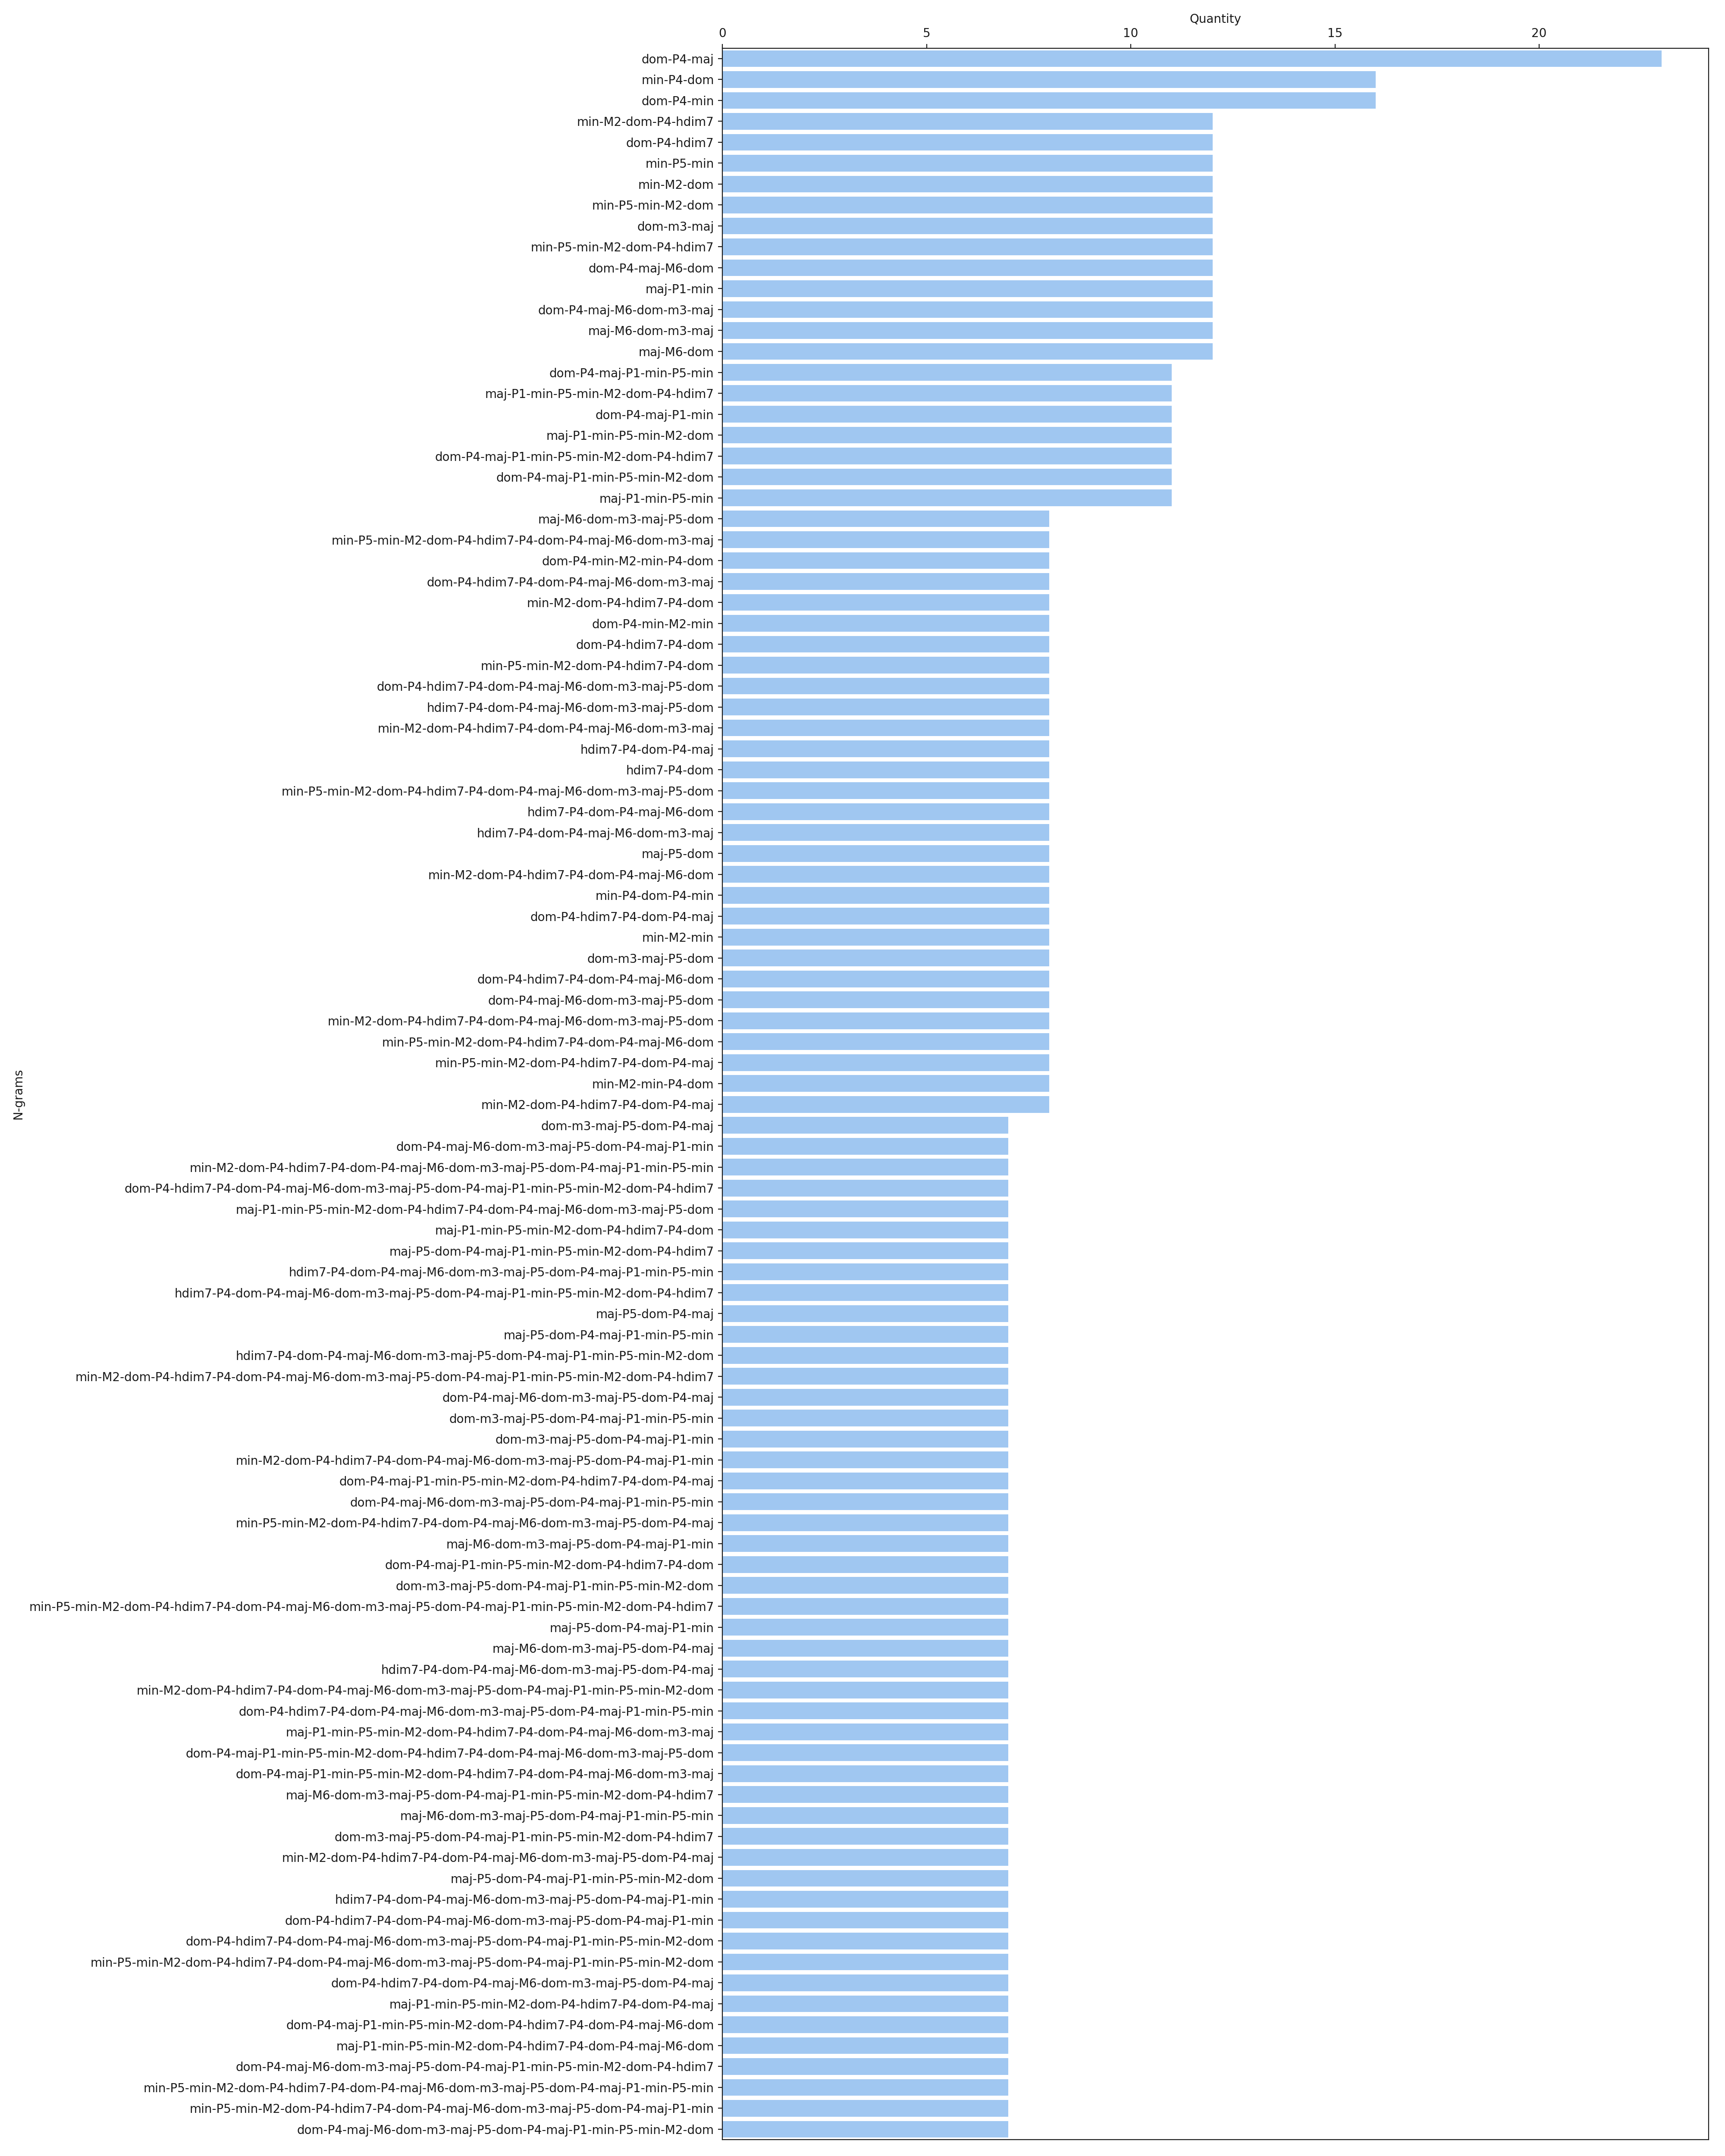 Quantity
0 5 10 15 20
dom-P4-maj
min-P4-dom
dom-P4-min
min-M2-dom-P4-hdim7
dom-P4-hdim7
min-P5-min
min-M2-dom
min-P5-min-M2-dom
dom-m3-maj
min-P5-min-M2-dom-P4-hdim7
dom-P4-maj-M6-dom
maj-P1-min
dom-P4-maj-M6-dom-m3-maj
maj-M6-dom-m3-maj
maj-M6-dom
dom-P4-maj-P1-min-P5-min
maj-P1-min-P5-min-M2-dom-P4-hdim7
dom-P4-maj-P1-min
maj-P1-min-P5-min-M2-dom
dom-P4-maj-P1-min-P5-min-M2-dom-P4-hdim7
dom-P4-maj-P1-min-P5-min-M2-dom
maj-P1-min-P5-min
maj-M6-dom-m3-maj-P5-dom
min-P5-min-M2-dom-P4-hdim7-P4-dom-P4-maj-M6-dom-m3-maj
dom-P4-min-M2-min-P4-dom
dom-P4-hdim7-P4-dom-P4-maj-M6-dom-m3-maj
min-M2-dom-P4-hdim7-P4-dom
dom-P4-min-M2-min
dom-P4-hdim7-P4-dom
min-P5-min-M2-dom-P4-hdim7-P4-dom
dom-P4-hdim7-P4-dom-P4-maj-M6-dom-m3-maj-P5-dom
hdim7-P4-dom-P4-maj-M6-dom-m3-maj-P5-dom
min-M2-dom-P4-hdim7-P4-dom-P4-maj-M6-dom-m3-maj
hdim7-P4-dom-P4-maj
hdim7-P4-dom
min-P5-min-M2-dom-P4-hdim7-P4-dom-P4-maj-M6-dom-m3-maj-P5-dom
hdim7-P4-dom-P4-maj-M6-dom
hdim7-P4-dom-P4-maj-M6-dom-m3-maj
maj-P5-dom
min-M2-dom-P4-hdim7-P4-dom-P4-maj-M6-dom
min-P4-dom-P4-min
dom-P4-hdim7-P4-dom-P4-maj
min-M2-min
dom-m3-maj-P5-dom
dom-P4-hdim7-P4-dom-P4-maj-M6-dom
dom-P4-maj-M6-dom-m3-maj-P5-dom
min-M2-dom-P4-hdim7-P4-dom-P4-maj-M6-dom-m3-maj-P5-dom
min-P5-min-M2-dom-P4-hdim7-P4-dom-P4-maj-M6-dom
min-P5-min-M2-dom-P4-hdim7-P4-dom-P4-maj
min-M2-min-P4-dom
min-M2-dom-P4-hdim7-P4-dom-P4-maj
N-grams
dom-m3-maj-P5-dom-P4-maj
dom-P4-maj-M6-dom-m3-maj-P5-dom-P4-maj-P1-min
min-M2-dom-P4-hdim7-P4-dom-P4-maj-M6-dom-m3-maj-P5-dom-P4-maj-P1-min-P5-min
dom-P4-hdim7-P4-dom-P4-maj-M6-dom-m3-maj-P5-dom-P4-maj-P1-min-P5-min-M2-dom-P4-hdim7
maj-P1-min-P5-min-M2-dom-P4-hdim7-P4-dom-P4-maj-M6-dom-m3-maj-P5-dom
maj-P1-min-P5-min-M2-dom-P4-hdim7-P4-dom
maj-P5-dom-P4-maj-P1-min-P5-min-M2-dom-P4-hdim7
hdim7-P4-dom-P4-maj-M6-dom-m3-maj-P5-dom-P4-maj-P1-min-P5-min
hdim7-P4-dom-P4-maj-M6-dom-m3-maj-P5-dom-P4-maj-P1-min-P5-min-M2-dom-P4-hdim7
maj-P5-dom-P4-maj
maj-P5-dom-P4-maj-P1-min-P5-min
hdim7-P4-dom-P4-maj-M6-dom-m3-maj-P5-dom-P4-maj-P1-min-P5-min-M2-dom
min-M2-dom-P4-hdim7-P4-dom-P4-maj-M6-dom-m3-maj-P5-dom-P4-maj-P1-min-P5-min-M2-dom-P4-hdim7
dom-P4-maj-M6-dom-m3-maj-P5-dom-P4-maj
dom-m3-maj-P5-dom-P4-maj-P1-min-P5-min
dom-m3-maj-P5-dom-P4-maj-P1-min
min-M2-dom-P4-hdim7-P4-dom-P4-maj-M6-dom-m3-maj-P5-dom-P4-maj-P1-min
dom-P4-maj-P1-min-P5-min-M2-dom-P4-hdim7-P4-dom-P4-maj
dom-P4-maj-M6-dom-m3-maj-P5-dom-P4-maj-P1-min-P5-min
min-P5-min-M2-dom-P4-hdim7-P4-dom-P4-maj-M6-dom-m3-maj-P5-dom-P4-maj
maj-M6-dom-m3-maj-P5-dom-P4-maj-P1-min
dom-P4-maj-P1-min-P5-min-M2-dom-P4-hdim7-P4-dom
dom-m3-maj-P5-dom-P4-maj-P1-min-P5-min-M2-dom
min-P5-min-M2-dom-P4-hdim7-P4-dom-P4-maj-M6-dom-m3-maj-P5-dom-P4-maj-P1-min-P5-min-M2-dom-P4-hdim7
maj-P5-dom-P4-maj-P1-min
maj-M6-dom-m3-maj-P5-dom-P4-maj
hdim7-P4-dom-P4-maj-M6-dom-m3-maj-P5-dom-P4-maj
min-M2-dom-P4-hdim7-P4-dom-P4-maj-M6-dom-m3-maj-P5-dom-P4-maj-P1-min-P5-min-M2-dom
dom-P4-hdim7-P4-dom-P4-maj-M6-dom-m3-maj-P5-dom-P4-maj-P1-min-P5-min
maj-P1-min-P5-min-M2-dom-P4-hdim7-P4-dom-P4-maj-M6-dom-m3-maj
dom-P4-maj-P1-min-P5-min-M2-dom-P4-hdim7-P4-dom-P4-maj-M6-dom-m3-maj-P5-dom
dom-P4-maj-P1-min-P5-min-M2-dom-P4-hdim7-P4-dom-P4-maj-M6-dom-m3-maj
maj-M6-dom-m3-maj-P5-dom-P4-maj-P1-min-P5-min-M2-dom-P4-hdim7
maj-M6-dom-m3-maj-P5-dom-P4-maj-P1-min-P5-min
dom-m3-maj-P5-dom-P4-maj-P1-min-P5-min-M2-dom-P4-hdim7
min-M2-dom-P4-hdim7-P4-dom-P4-maj-M6-dom-m3-maj-P5-dom-P4-maj
maj-P5-dom-P4-maj-P1-min-P5-min-M2-dom
hdim7-P4-dom-P4-maj-M6-dom-m3-maj-P5-dom-P4-maj-P1-min
dom-P4-hdim7-P4-dom-P4-maj-M6-dom-m3-maj-P5-dom-P4-maj-P1-min
dom-P4-hdim7-P4-dom-P4-maj-M6-dom-m3-maj-P5-dom-P4-maj-P1-min-P5-min-M2-dom
min-P5-min-M2-dom-P4-hdim7-P4-dom-P4-maj-M6-dom-m3-maj-P5-dom-P4-maj-P1-min-P5-min-M2-dom
dom-P4-hdim7-P4-dom-P4-maj-M6-dom-m3-maj-P5-dom-P4-maj
maj-P1-min-P5-min-M2-dom-P4-hdim7-P4-dom-P4-maj
dom-P4-maj-P1-min-P5-min-M2-dom-P4-hdim7-P4-dom-P4-maj-M6-dom
maj-P1-min-P5-min-M2-dom-P4-hdim7-P4-dom-P4-maj-M6-dom
dom-P4-maj-M6-dom-m3-maj-P5-dom-P4-maj-P1-min-P5-min-M2-dom-P4-hdim7
min-P5-min-M2-dom-P4-hdim7-P4-dom-P4-maj-M6-dom-m3-maj-P5-dom-P4-maj-P1-min-P5-min
min-P5-min-M2-dom-P4-hdim7-P4-dom-P4-maj-M6-dom-m3-maj-P5-dom-P4-maj-P1-min
dom-P4-maj-M6-dom-m3-maj-P5-dom-P4-maj-P1-min-P5-min-M2-dom